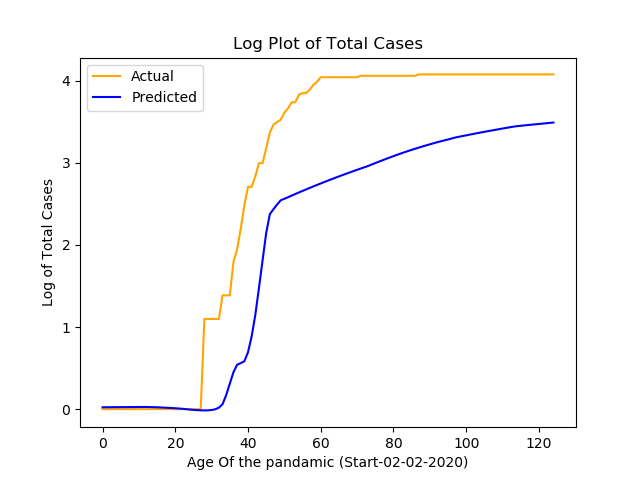 Log Plot of Total Cases
Actual
Predicted
4
3
2
1
0
Log of Total Cases
0 20 40 60 80 100 120
Age Of the pandamic (Start-02-02-2020)